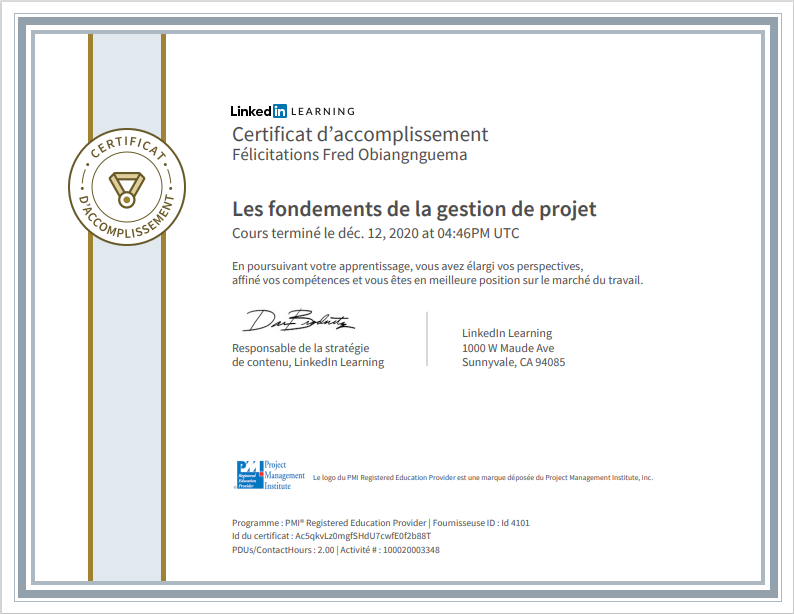 Linked in LEARNING
Certificat d'accomplissement
Félicitations Fred Obiangnguema
CERTIFICAT
D'ACCOMPLISSEMENT
Les fondements de la gestion de projet
Cours terminé le déc. 12, 2020 at 04:46PM UTC
En poursuivant votre apprentissage, vous avez élargi vos perspectives,
affiné vos compétences et vous êtes en meilleure position sur le marché du travail.
Responsable de la stratégie
de contenu, LinkedIn Learning
LinkedIn Learning
1000 W Maude Ave
Sunnyvale, CA 94085
PMI
Registered
Education
Provider
Project
Management
Institute
Le logo du PMI Registered Education Provider est une marque déposée du Project Management Institute, Inc.
Programme : PMI® Registered Education Provider | Fournisseuse ID : Id 4101
Id du certificat : Ac5qkvLz0mgfSHdU7cwfE0f2b88T
PDUs/ContactHours : 2.00 | Activité # : 100020003348